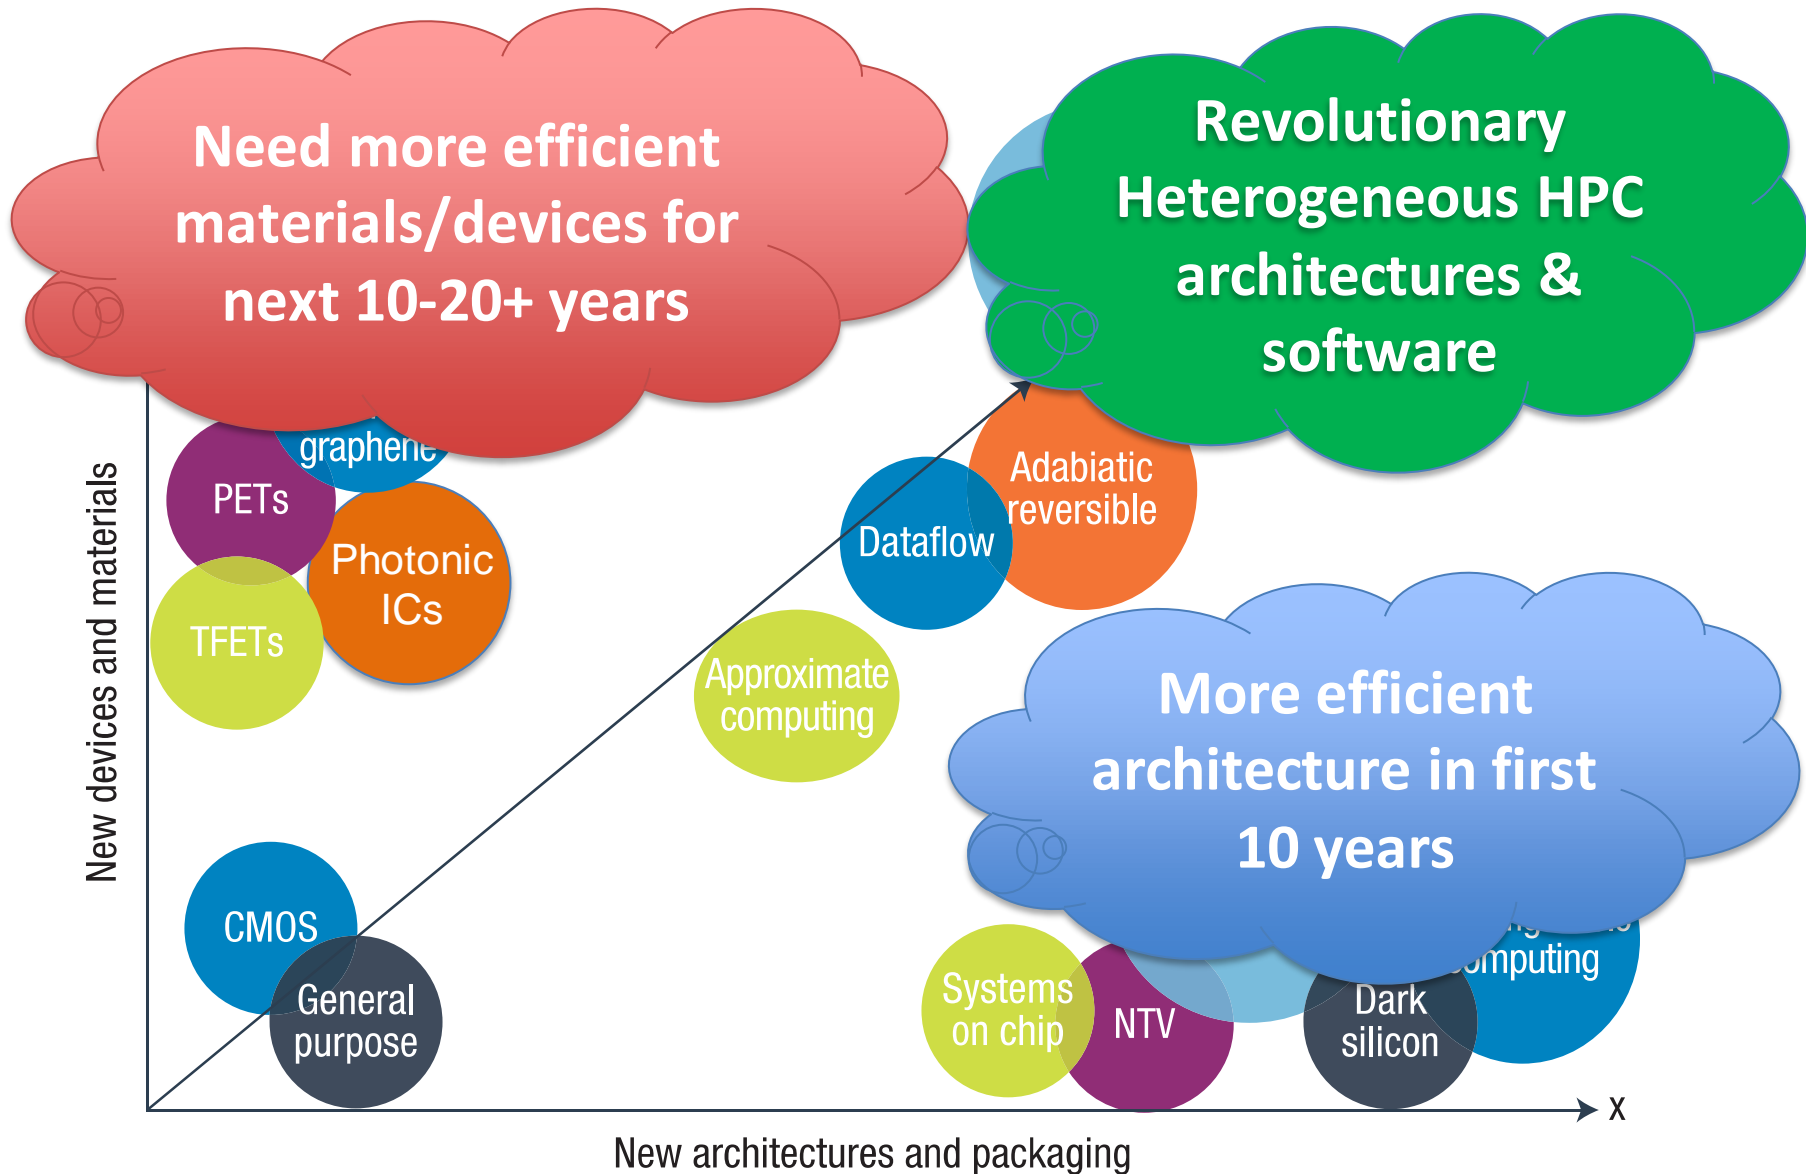 Need more efficient
materials/devices for
next 10-20+ years
Revolutionary
Heterogeneous HPC
architectures &
software
graphene
PETs
Photonic
ICs
TFETs
Adabiatic
reversible
Dataflow
Approximate
computing
More efficient
architecture in first
10 years
CMOS
General
purpose
Systems
on chip
NTV
Dark
silicon
computing
New devices and materials
x
New architectures and packaging